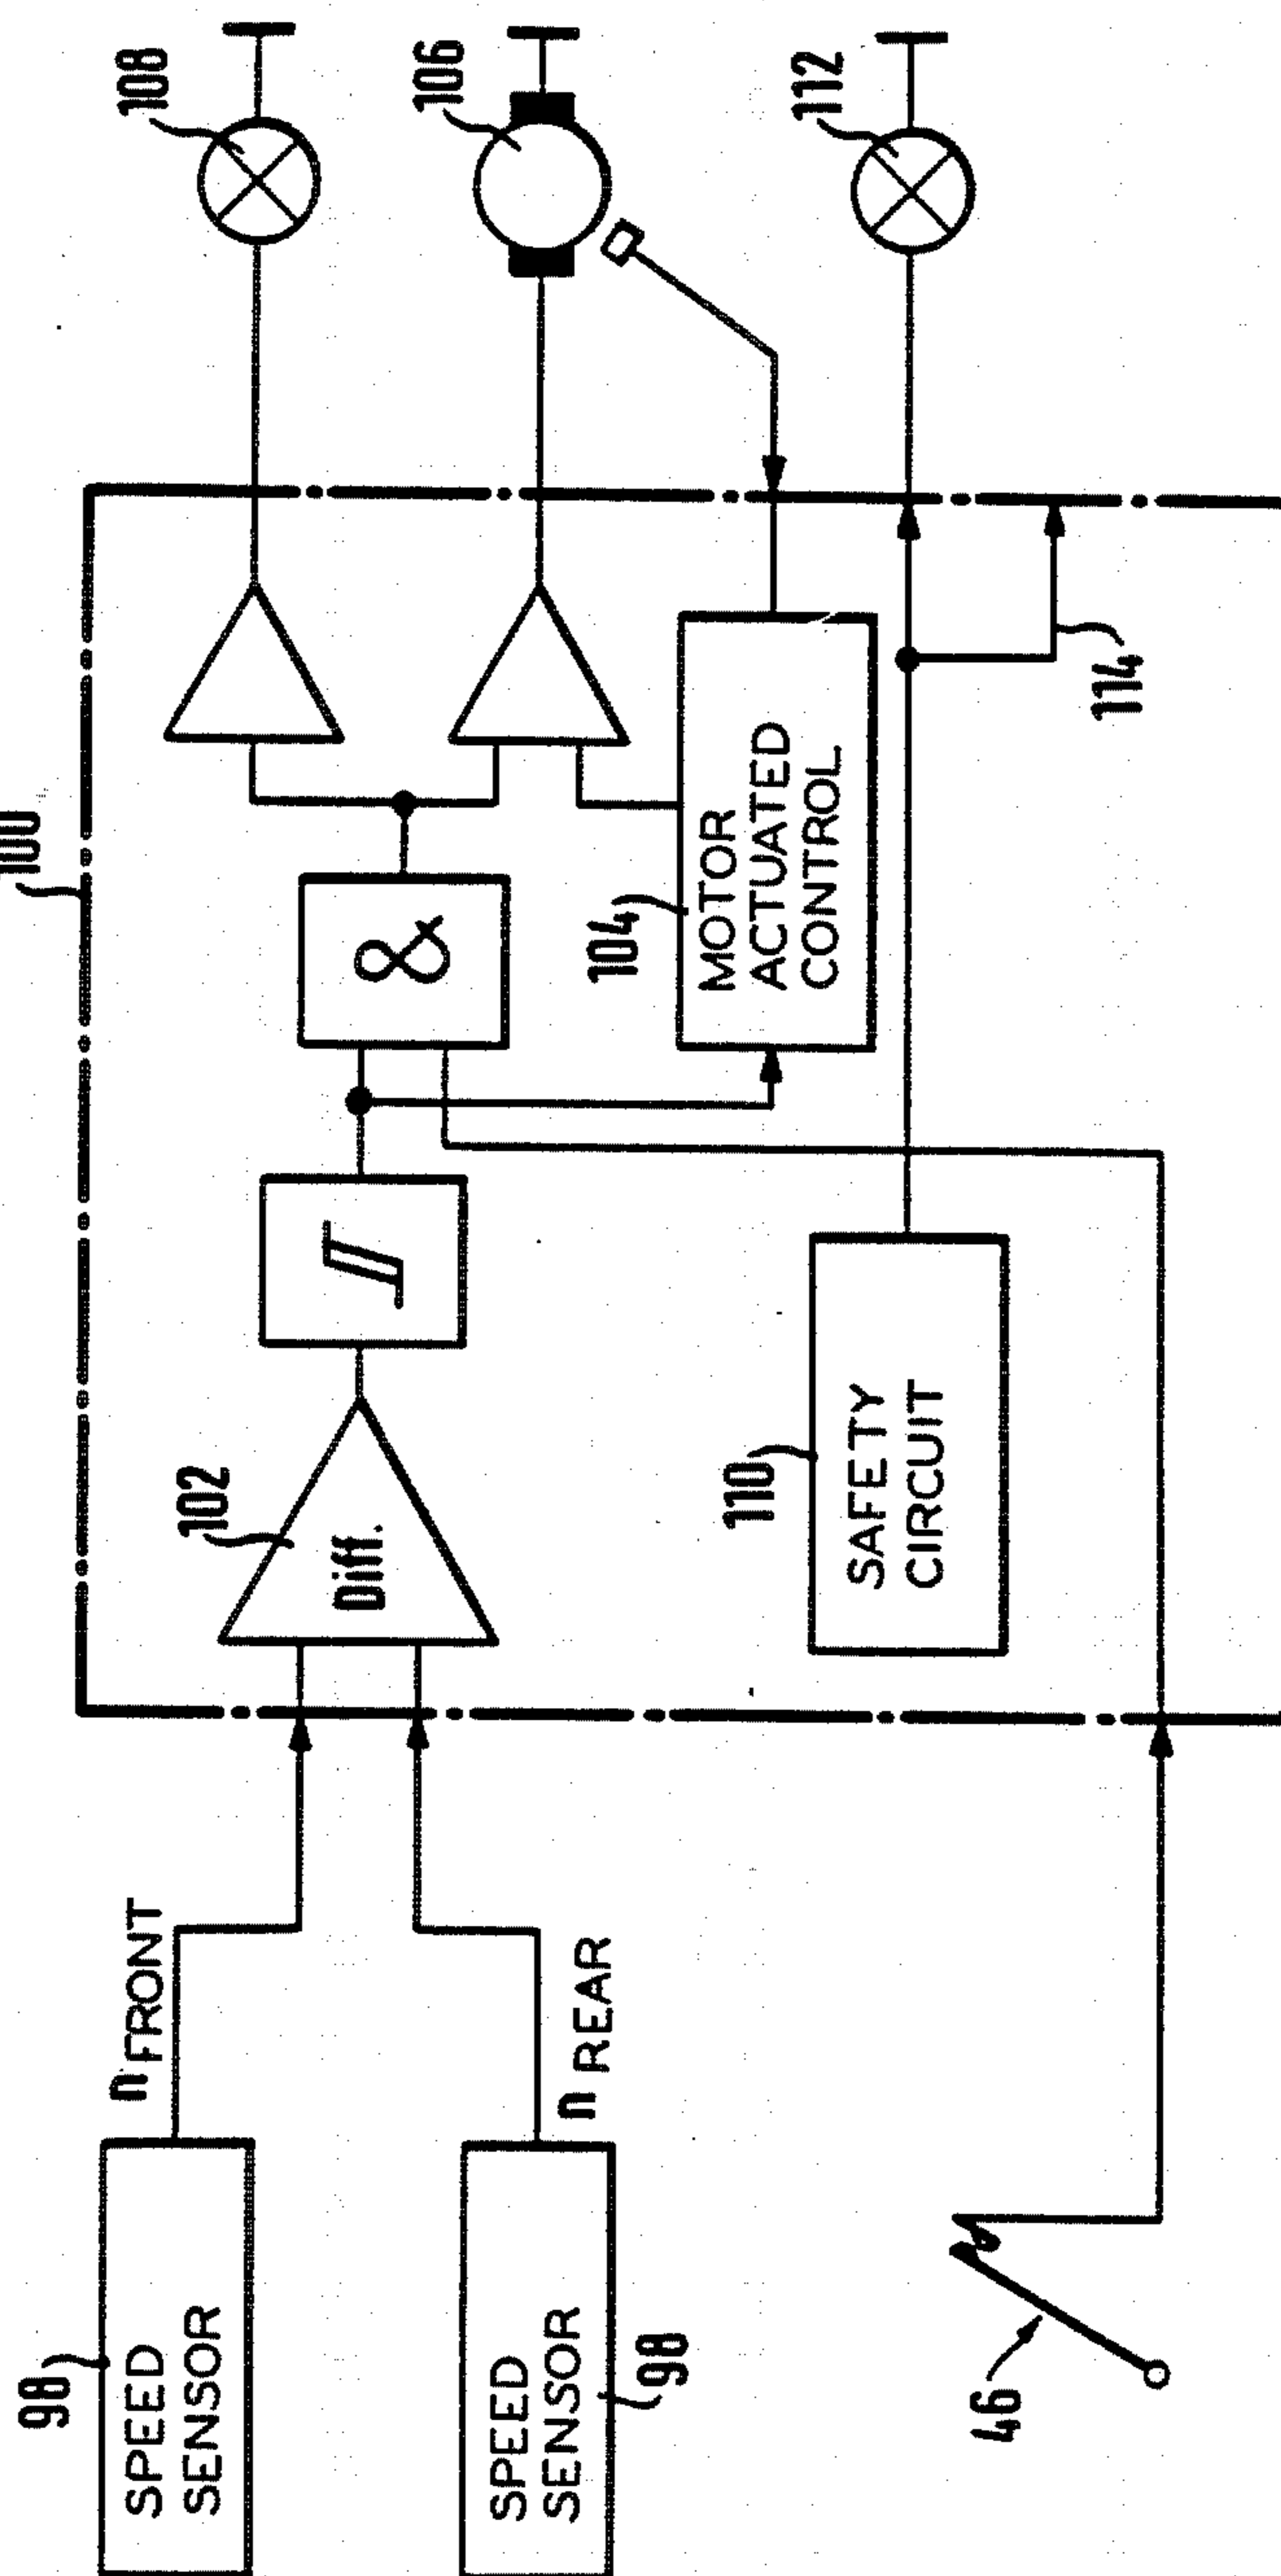 98
SPEED
SENSOR
n FRONT
SPEED
SENSOR
98
n REAR
46
100
102
Diff.
&
104
MOTOR
ACTUATED
CONTROL
110
SAFETY
CIRCUIT
114
108
106
112